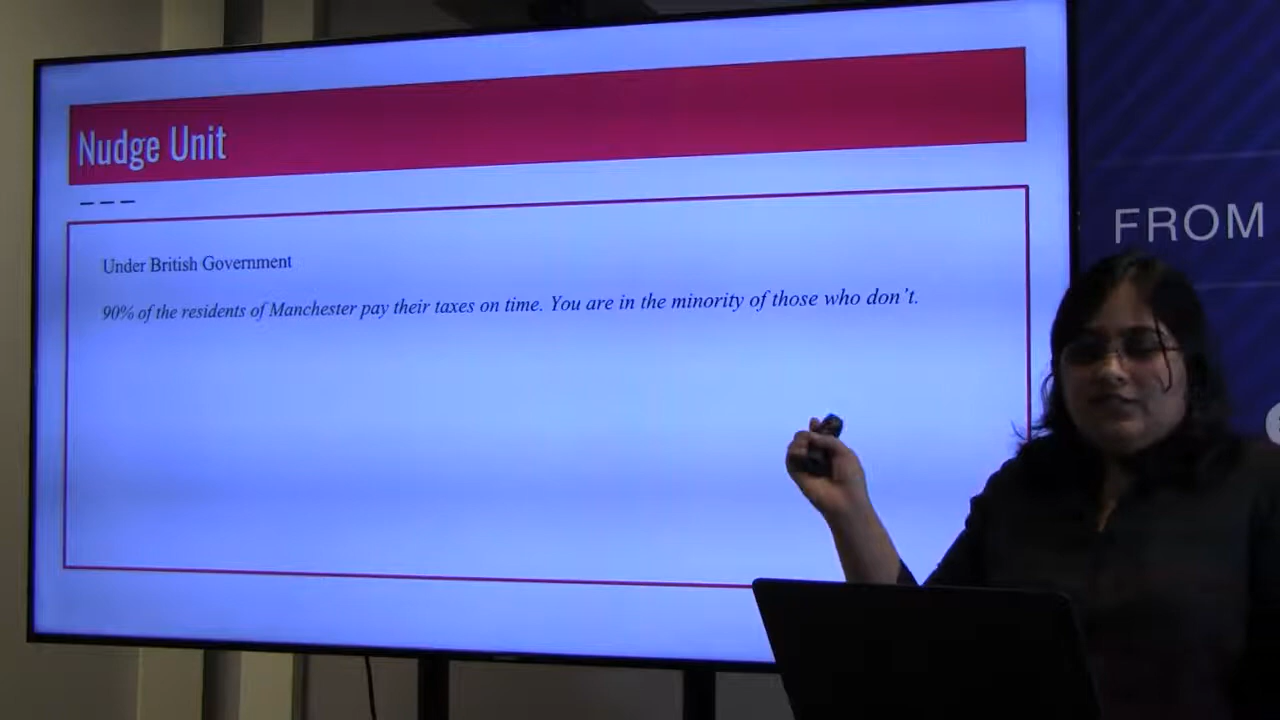 Nudge Unit
Under British Government
90% of the residents of Manchester pay their taxes on time. You are in the minority of those who don't.
FROM